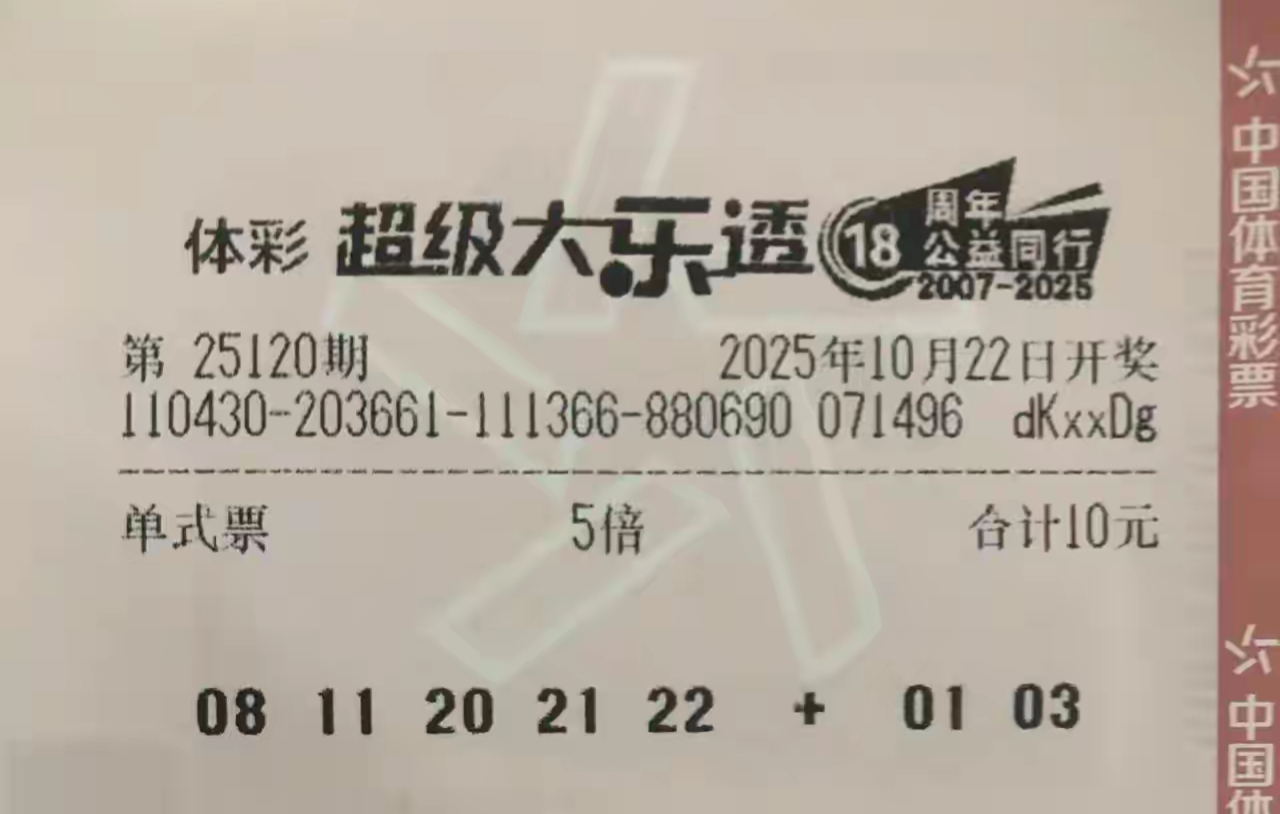 体彩 超级大乐透 18 周年
公益同行
2007-2025
第 25120期 2025年10月22日开奖
110430-203661-111366-880690 071496 dKxxDg
单式票 5倍 合计10元
08 11 20 21 22 + 01 03
中国体育彩票
中国体